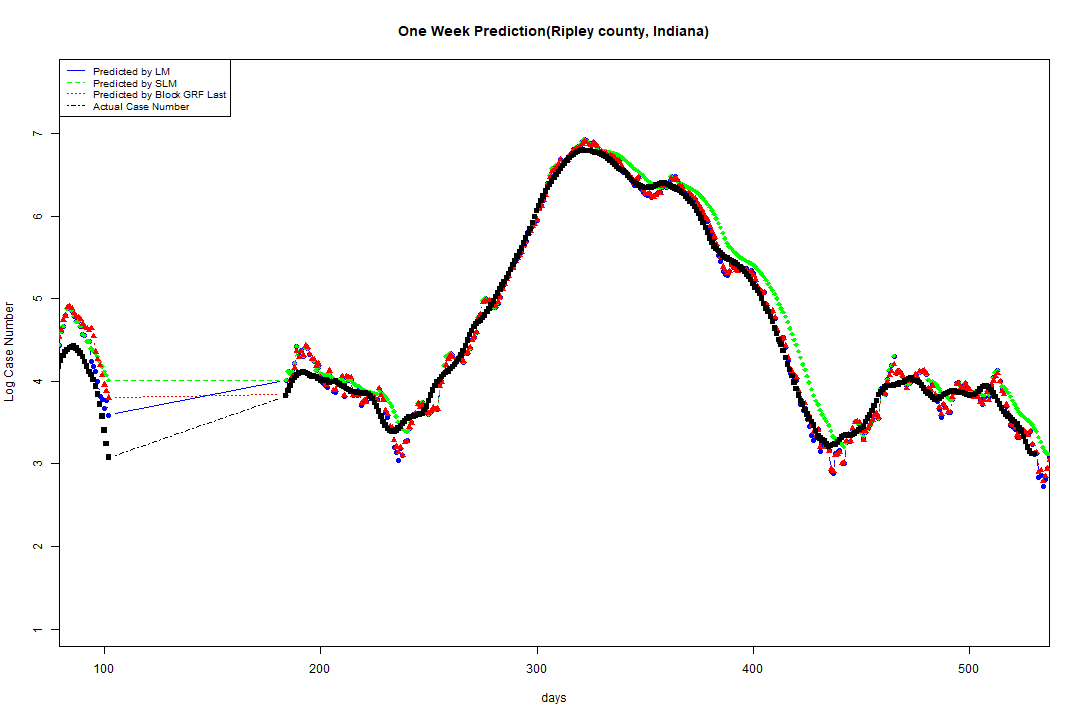 One Week Prediction(Ripley county, Indiana)
Predicted by LM
Predicted by SLM
Predicted by Block GRF Last
Actual Case Number
7
6
5
4
3
2
1
Log Case Number
100 200 300 400 500
days